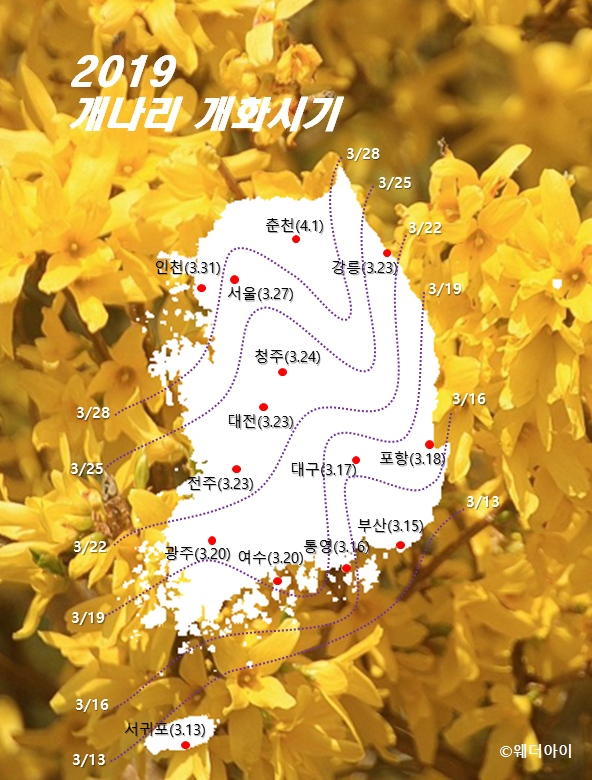 2019
개나리 개화시기
3/28
3/25
춘천(4.1)
3/22
인천(3.31)
강릉(3.23)
서울(3.27)
3/19
청주(3.24)
3/16
3/28
대전(3.23)
포항(3.18)
3/25
대구(3.17)
전주(3.23)
3/13
부산(3.15)
3/22
통영(3.16)
광주(3.20)
여수(3.20)
3/19
3/16
서귀포(3.13)
©웨더아이
3/13